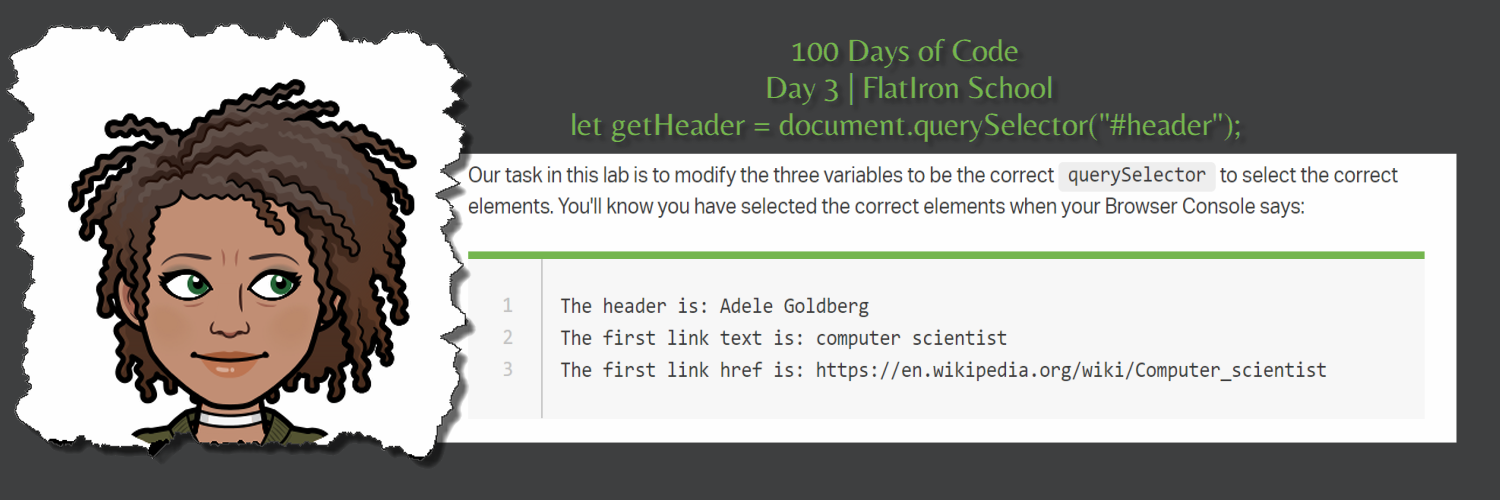 100 Days of Code
Day 3 | FlatIron School
let getHeader = document.querySelector("#header");
Our task in this lab is to modify the three variables to be the correct querySelector to select the correct
elements. You'll know you have selected the correct elements when your Browser Console says:
1 The header is: Adele Goldberg
2 The first link text is: computer scientist
3 The first link href is: https://en.wikipedia.org/wiki/Computer_scientist